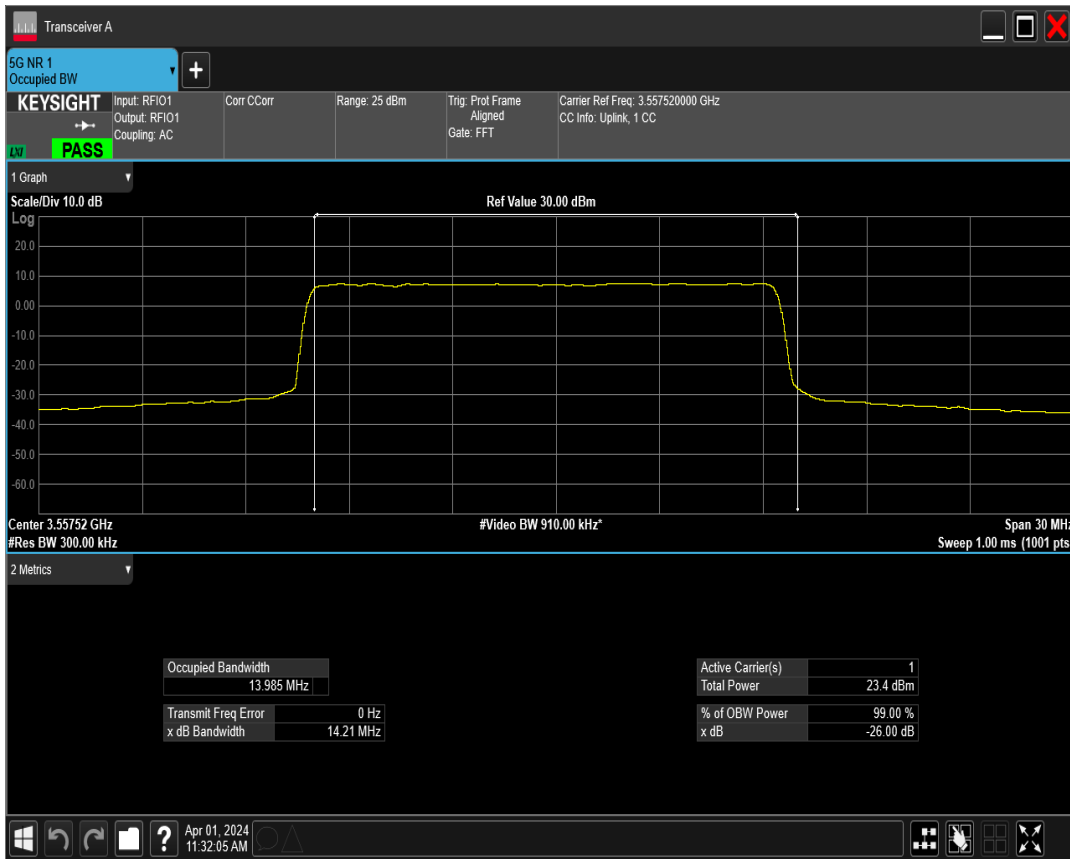 Transceiver A
5G NR 1
Occupied BW
KEYSIGHT
LXI
PASS
Input: RFIO1
Output: RFIO1
Coupling: AC
Corr CCorr
Range: 25 dBm
Trig: Prot Frame
Aligned
Gate: FFT
Carrier Ref Freq: 3.557520000 GHz
CC Info: Uplink, 1 CC
1 Graph
Scale/Div 10.0 dB
Ref Value 30.00 dBm
Log
20.0
10.0
0.00
-10.0
-20.0
-30.0
-40.0
-50.0
-60.0
Center 3.55752 GHz
#Video BW 910.00 kHz*
Span 30 MHz
#Res BW 300.00 kHz
Sweep 1.00 ms (1001 pts
2 Metrics
Occupied Bandwidth
13.985 MHz
Transmit Freq Error 0 Hz
x dB Bandwidth 14.21 MHz
Active Carrier(s) 1
Total Power 23.4 dBm
% of OBW Power 99.00 %
x dB -26.00 dB
?
Apr 01, 2024
11:32:05 AM